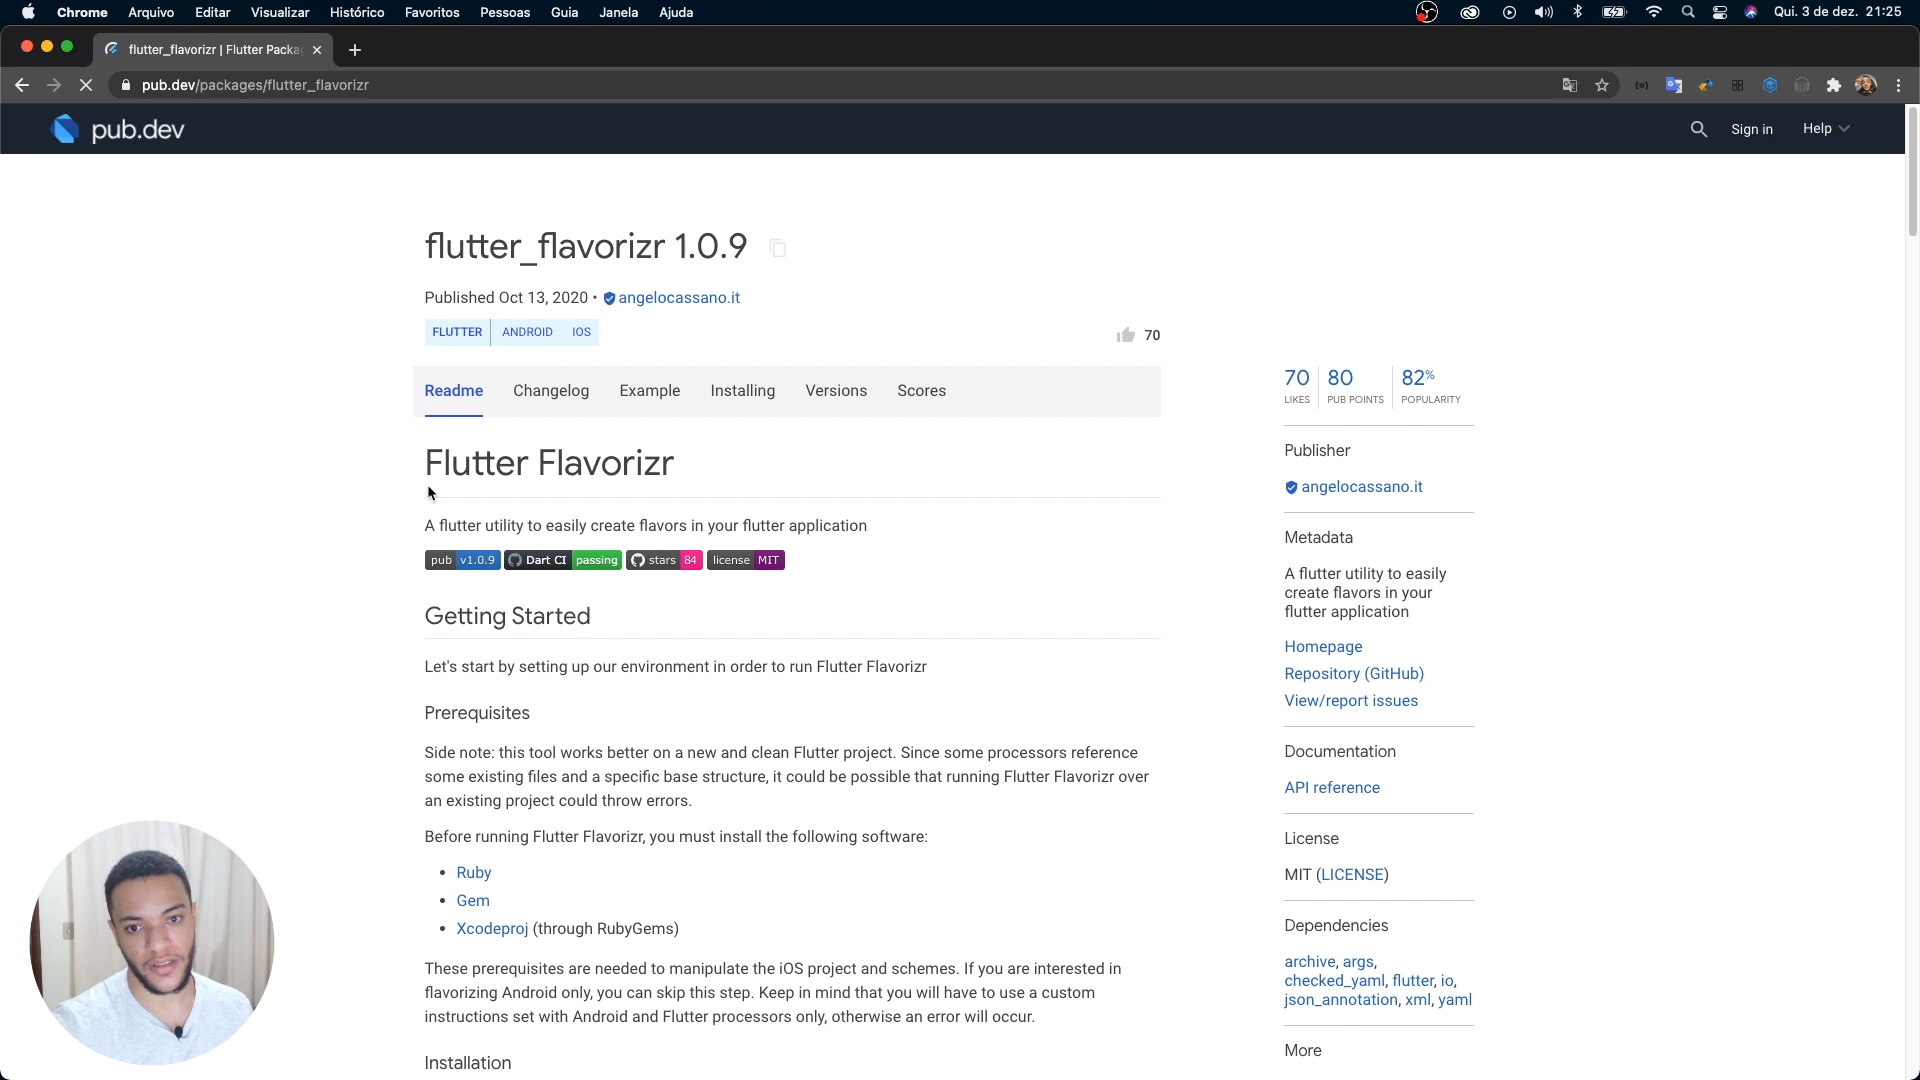 Chrome Arquivo Editar Visualizar Histórico Favoritos Pessoas Guia Janela Ajuda Qui. 3 de dez. 21:25
flutter_flavorizr | Flutter Packa
pub.dev/packages/flutter_flavorizr
pub.dev Sign in Help
flutter_flavorizr 1.0.9
Published Oct 13, 2020 • angelocassano.it
FLUTTER ANDROID IOS
70
Readme Changelog Example Installing Versions Scores
Flutter Flavorizr
A flutter utility to easily create flavors in your flutter application
pub v1.0.9 Dart CI passing stars 84 license MIT
Getting Started
Let's start by setting up our environment in order to run Flutter Flavorizr
Prerequisites
Side note: this tool works better on a new and clean Flutter project. Since some processors reference
some existing files and a specific base structure, it could be possible that running Flutter Flavorizr over
an existing project could throw errors.
Before running Flutter Flavorizr, you must install the following software:
• Ruby
• Gem
• Xcodeproj (through RubyGems)
These prerequisites are needed to manipulate the iOS project and schemes. If you are interested in
flavorizing Android only, you can skip this step. Keep in mind that you will have to use a custom
instructions set with Android and Flutter processors only, otherwise an error will occur.
Installation
70 80 82%
LIKES PUB POINTS POPULARITY
Publisher
angelocassano.it
Metadata
A flutter utility to easily
create flavors in your
flutter application
Homepage
Repository (GitHub)
View/report issues
Documentation
API reference
License
MIT (LICENSE)
Dependencies
archive, args,
checked_yaml, flutter, io,
json_annotation, xml, yaml
More